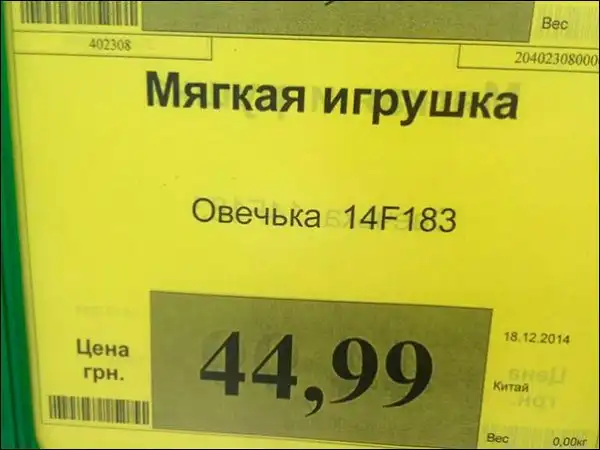 Вес
402308
20402308000
Мягкая игрушка
Овечька 14F183
18.12.2014
Цена
грн.
44,99
Китай
Вес 0,00кг